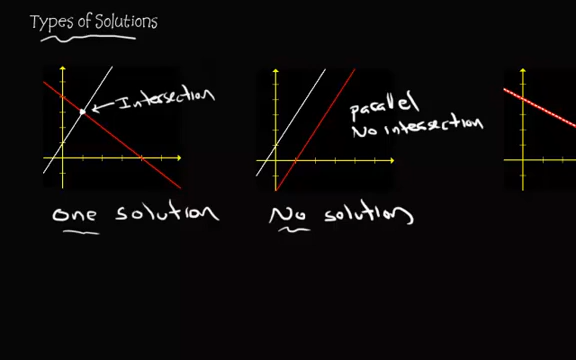 Types of Solutions
Intersection
parallel
No intersection
one solution
No solution